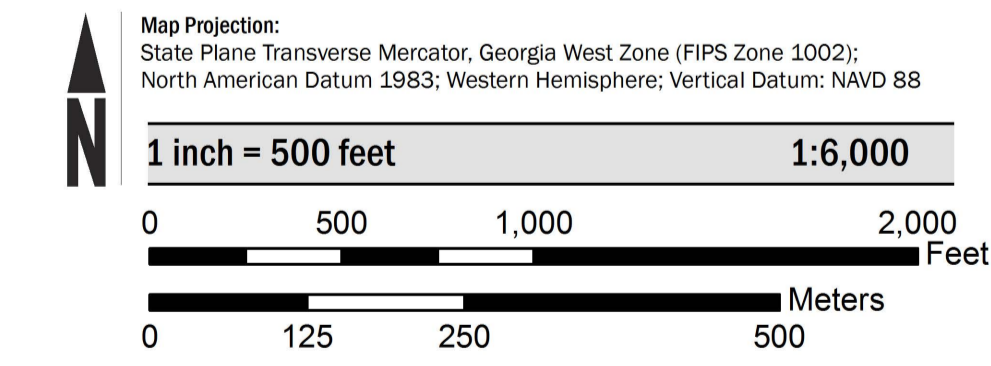 N
Map Projection:
State Plane Transverse Mercator, Georgia West Zone (FIPS Zone 1002);
North American Datum 1983; Western Hemisphere; Vertical Datum: NAVD 88
1 inch = 500 feet 1:6,000
0 500 1,000 2,000
Feet
Meters
0 125 250 500